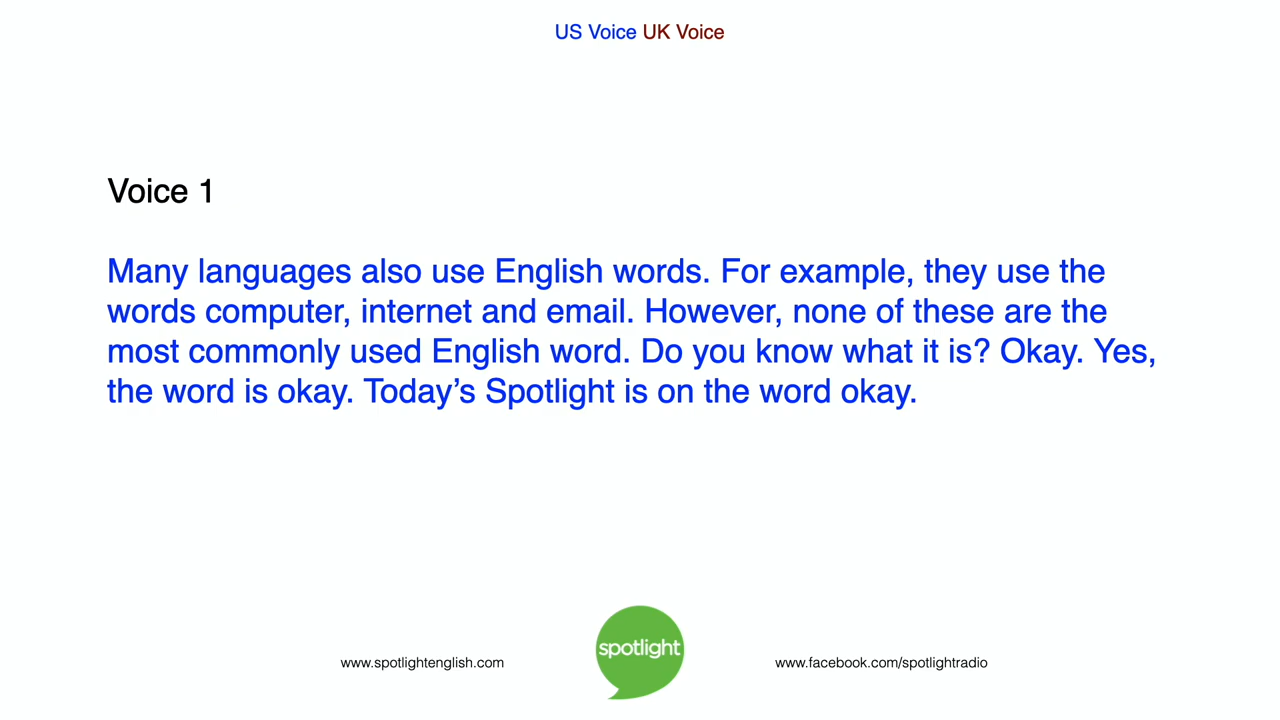 US Voice UK Voice
Voice 1
Many languages also use English words. For example, they use the
words computer, internet and email. However, none of these are the
most commonly used English word. Do you know what it is? Okay. Yes,
the word is okay. Today’s Spotlight is on the word okay.
spotlight
www.spotlightenglish.com
www.facebook.com/spotlightradio